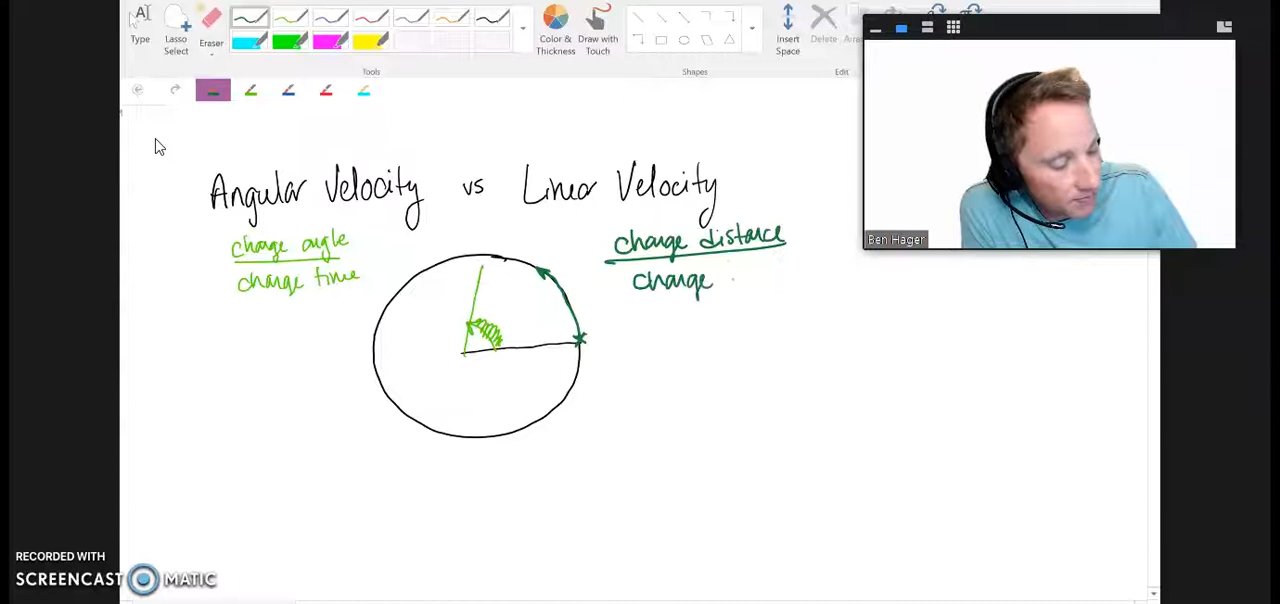 Type
Lasso
Select
Eraser
Color &
Thickness
Draw with
Touch
Insert
Space
Delete
Tools
Shapes
Edit
Ben Hager
Angular Velocity vs Linear Velocity
change angle
change time
change distance
change
RECORDED WITH
SCREENCAST MATIC